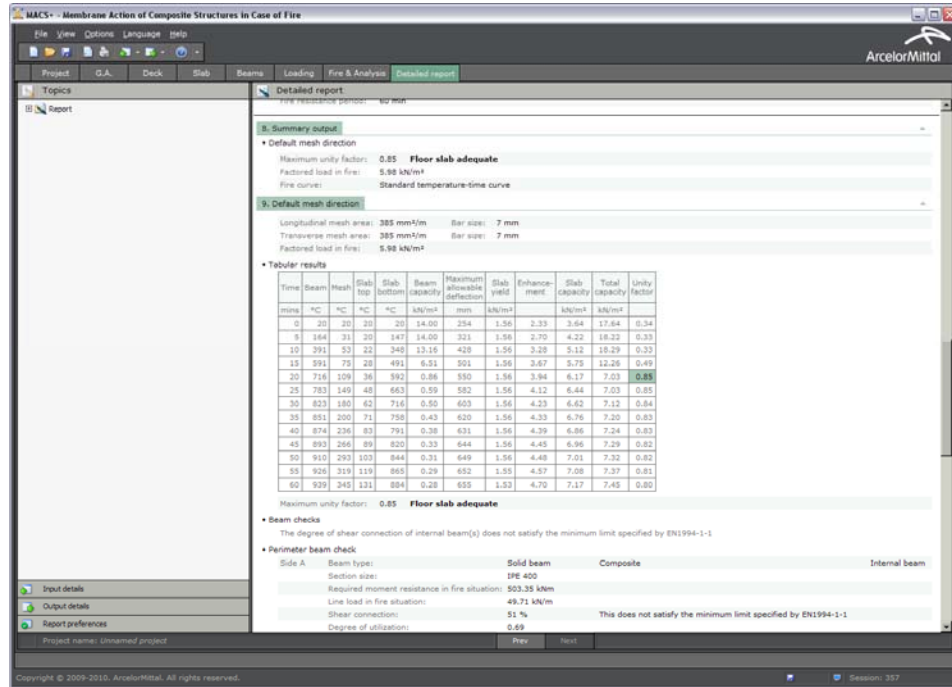 MACS+ - Membrane Action of Composite Structures in Case of Fire
File View Options Language Help
ArcelorMittal
Project G.A. Deck Slab Beams Loading Fire & Analysis Detailed report
Topics
Report
Detailed report
Fire resistance period: 60 min
8. Summary output
• Default mesh direction
Maximum unity factor: 0.85 Floor slab adequate
Factored load in fire: 5.98 kN/m²
Fire curve: Standard temperature-time curve
9. Default mesh direction
Longitudinal mesh area: 385 mm²/m Bar size: 7 mm
Transverse mesh area: 385 mm²/m Bar size: 7 mm
Factored load in fire: 5.98 kN/m²
• Tabular results
Time Beam Mesh Slab top Slab bottom Beam capacity Maximum allowable deflection Slab yield Enhance-ment Slab capacity Total capacity Unity factor
mins °C °C °C °C kN/m² mm kN/m² kN/m² kN/m²
0 20 20 20 20 14.00 254 1.56 2.33 3.64 17.64 0.34
5 164 31 20 147 14.00 321 1.56 2.70 4.22 18.22 0.33
10 391 53 22 348 13.16 428 1.56 3.28 5.12 18.29 0.33
15 591 75 28 491 6.51 501 1.56 3.67 5.75 12.26 0.49
20 716 109 36 592 0.86 550 1.56 3.94 6.17 7.03 0.85
25 783 149 48 663 0.59 582 1.56 4.12 6.44 7.03 0.85
30 823 180 62 716 0.50 603 1.56 4.23 6.62 7.12 0.84
35 851 200 71 758 0.43 620 1.56 4.33 6.76 7.20 0.83
40 874 236 83 791 0.38 631 1.56 4.39 6.86 7.24 0.83
45 893 266 89 820 0.33 644 1.56 4.45 6.96 7.29 0.82
50 910 293 103 844 0.31 649 1.56 4.48 7.01 7.32 0.82
55 926 319 119 865 0.29 652 1.55 4.57 7.08 7.37 0.81
60 939 345 131 884 0.28 655 1.53 4.70 7.17 7.45 0.80
Maximum unity factor: 0.85 Floor slab adequate
• Beam checks
The degree of shear connection of internal beam(s) does not satisfy the minimum limit specified by EN1994-1-1
• Perimeter beam check
Side A Beam type: Solid beam Composite Internal beam
Section size: IPE 400
Required moment resistance in fire situation: 503.35 kNm
Line load in fire situation: 49.71 kN/m
Shear connection: 51 % This does not satisfy the minimum limit specified by EN1994-1-1
Degree of utilization: 0.69
Input details
Output details
Report preferences
Project name: Unnamed project Prev Next
Copyright © 2009-2010. ArcelorMittal. All rights reserved. Session: 357